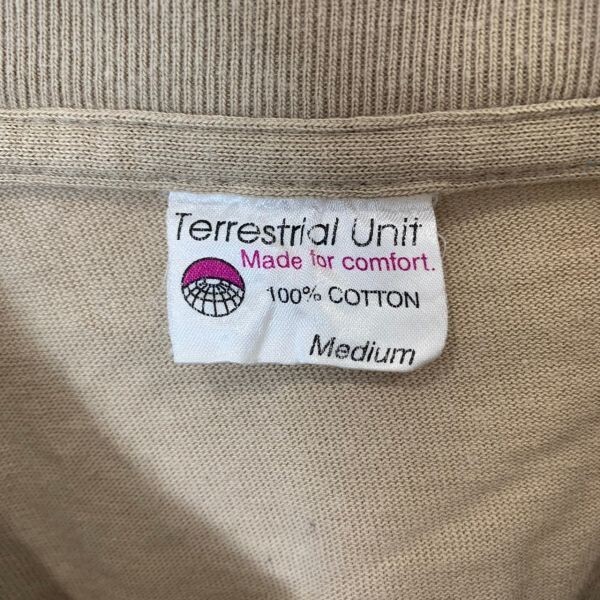 Terrestrial Unit
Made for comfort.
100% COTTON
Medium